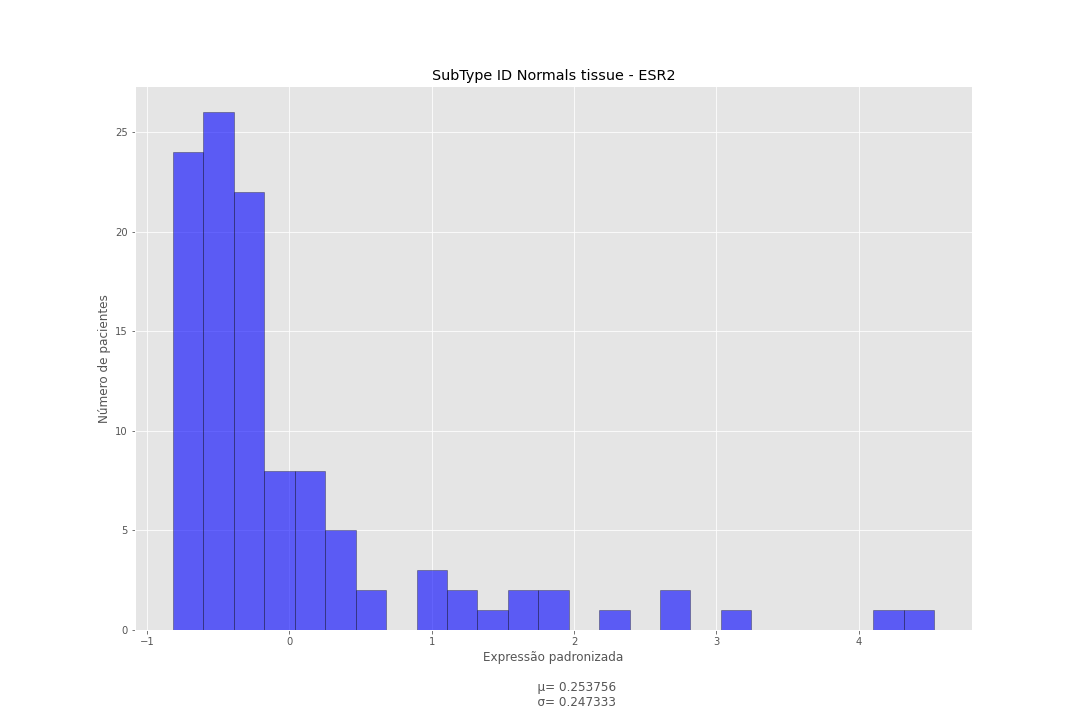 SubType ID Normals tissue - ESR2
Número de pacientes
25
20
15
10
5
0
−1 0 1 2 3 4
Expressão padronizada
μ= 0.253756
σ= 0.247333